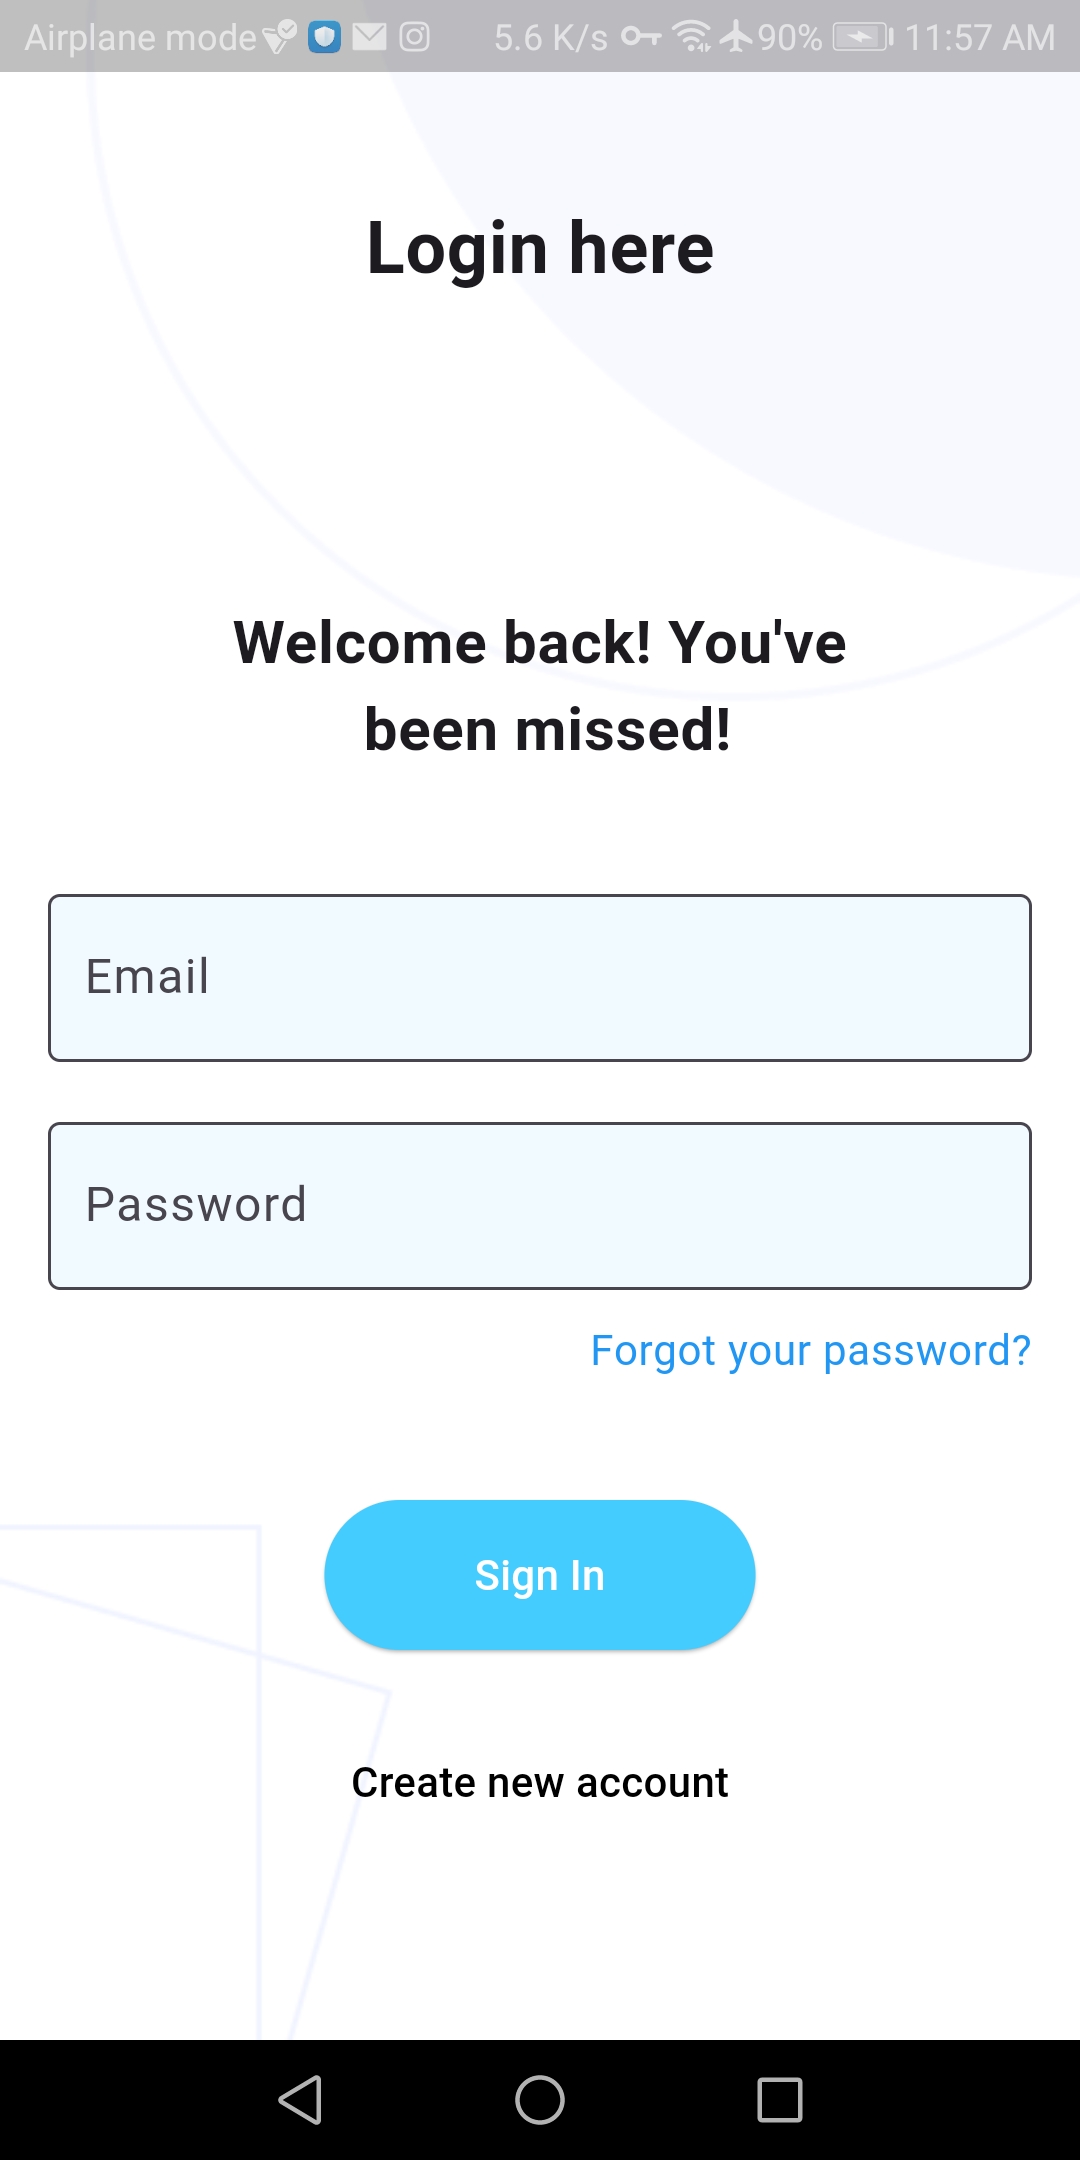 Airplane mode 5.6 K/s 90% 11:57 AM
Login here
Welcome back! You've
been missed!
Email
Password
Forgot your password?
Sign In
Create new account